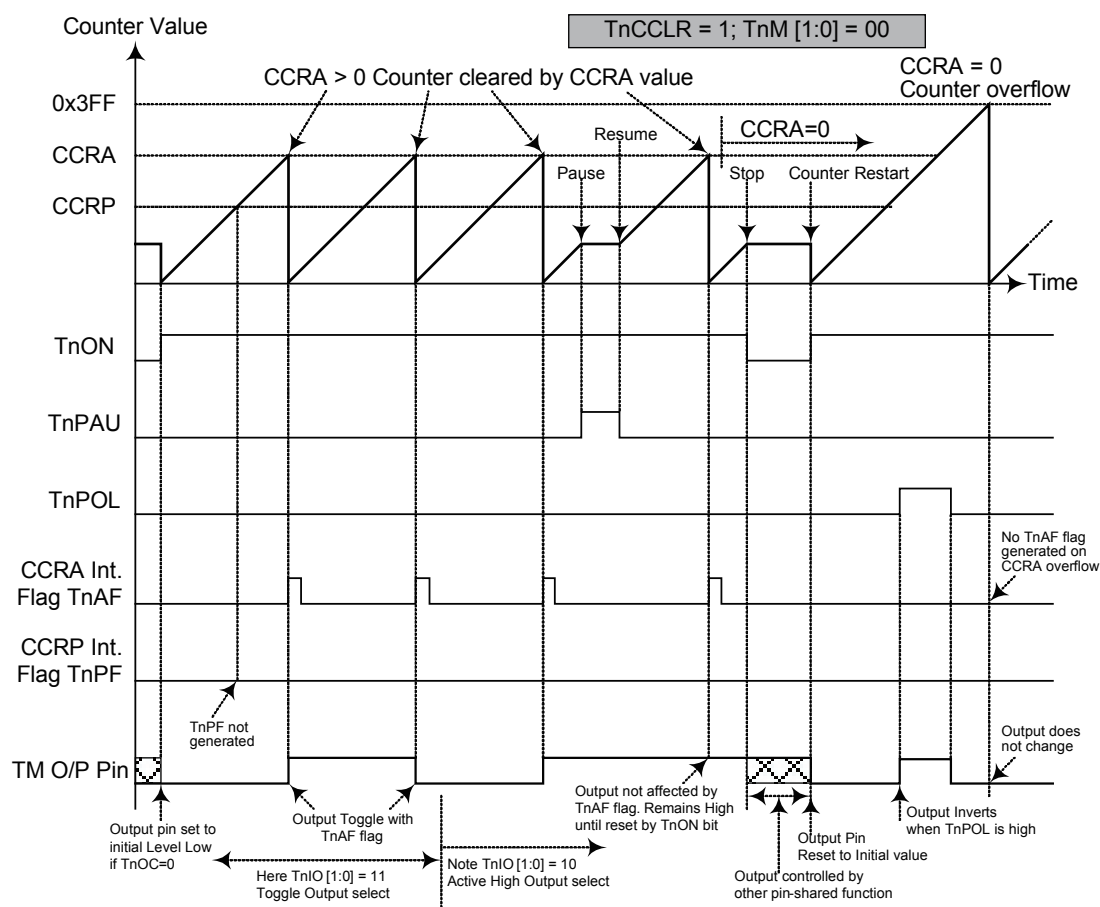 Counter Value
TnCCLR = 1; TnM [1:0] = 00
CCRA > 0 Counter cleared by CCRA value
CCRA = 0
Counter overflow
0x3FF
Resume
CCRA=0
CCRA
Pause
Stop
Counter Restart
CCRP
Time
TnON
TnPAU
TnPOL
No TnAF flag
generated on
CCRA overflow
CCRA Int.
Flag TnAF
CCRP Int.
Flag TnPF
TnPF not
generated
Output does
not change
TM O/P Pin
Output pin set to
initial Level Low
if TnOC=0
Output Toggle with
TnAF flag
Output not affected by
TnAF flag. Remains High
until reset by TnON bit
Output Inverts
when TnPOL is high
Output Pin
Reset to Initial value
Here TnIO [1:0] = 11
Toggle Output select
Note TnIO [1:0] = 10
Active High Output select
Output controlled by
other pin-shared function